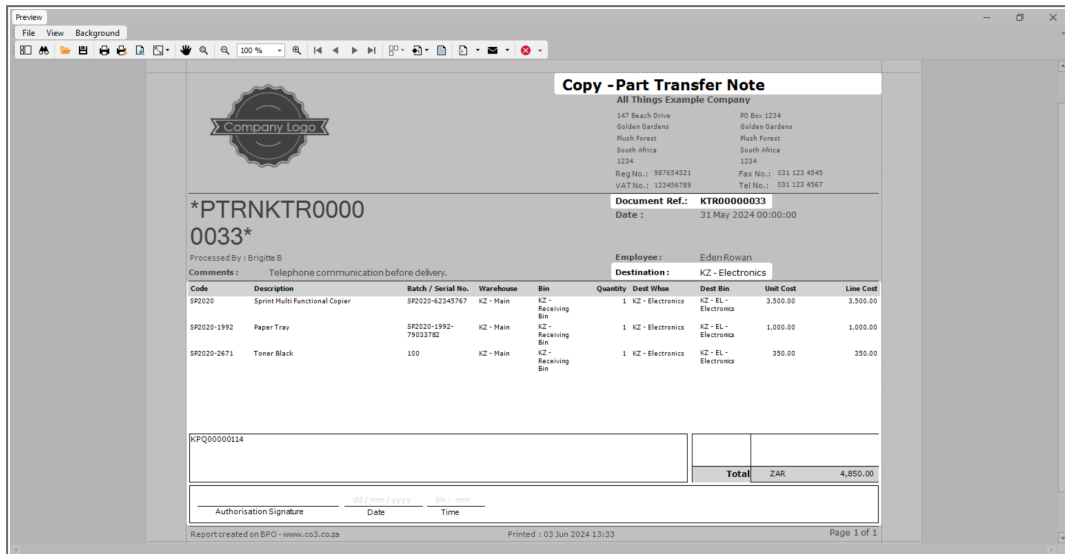 Preview
File View Background
100 %
Copy -Part Transfer Note
All Things Example Company
147 Beach Drive PO Box 1234
Golden Gardens Golden Gardens
Plush Forest Plush Forest
South Africa South Africa
1234 1234
Reg No.: 987654321 Fax No.: 031 123 4545
VAT No.: 123456789 Tel No.: 031 123 4567
Company Logo
*PTRNKTR0000
0033*
Document Ref.: KTR00000033
Date : 31 May 2024 00:00:00
Processed By : Brigitte B
Employee : Eden Rowan
Comments : Telephone communication before delivery.
Destination : KZ - Electronics
Code Description Batch / Serial No. Warehouse Bin Quantity Dest Whse Dest Bin Unit Cost Line Cost
SP2020 Sprint Multi Functional Copier SP2020-62345767 KZ - Main KZ - 1 KZ - Electronics KZ - EL - 3,500.00 3,500.00
Receiving Electronics
Bin
SP2020-1992 Paper Tray SP2020-1992- KZ - Main KZ - 1 KZ - Electronics KZ - EL - 1,000.00 1,000.00
79033782 Receiving Electronics
Bin
SP2020-2671 Toner Black 100 KZ - Main KZ - 1 KZ - Electronics KZ - EL - 350.00 350.00
Receiving Electronics
Bin
KPQ00000114
Total ZAR 4,850.00
dd / mm / yyyy hh : mm
Authorisation Signature Date Time
Report created on BPO - www.co3.co.za Printed : 03 Jun 2024 13:33 Page 1 of 1